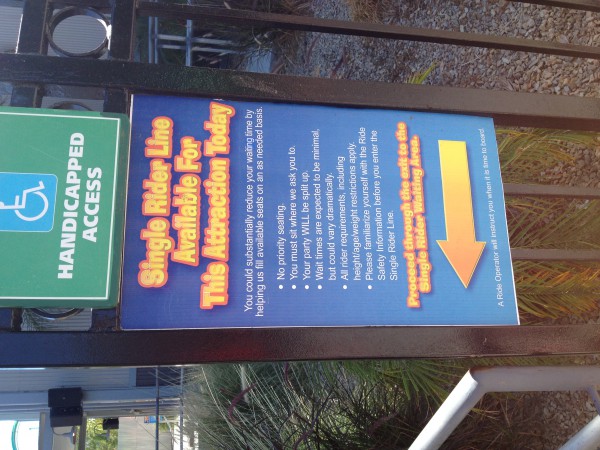 HANDICAPPED
ACCESS
Single Rider Line
Available For
This Attraction Today
You could substantially reduce your waiting time by
helping us fill available seats on an as needed basis.
• No priority seating.
• You must sit where we ask you to.
• Your party WILL be split up.
• Wait times are expected to be minimal,
but could vary dramatically.
• All rider requirements, including
height/age/weight restrictions apply.
• Please familiarize yourself with the Ride
Safety Information before you enter the
Single Rider Line.
Proceed through the exit to the
Single Rider Waiting Area.
A Ride Operator will instruct you when it is time to board.